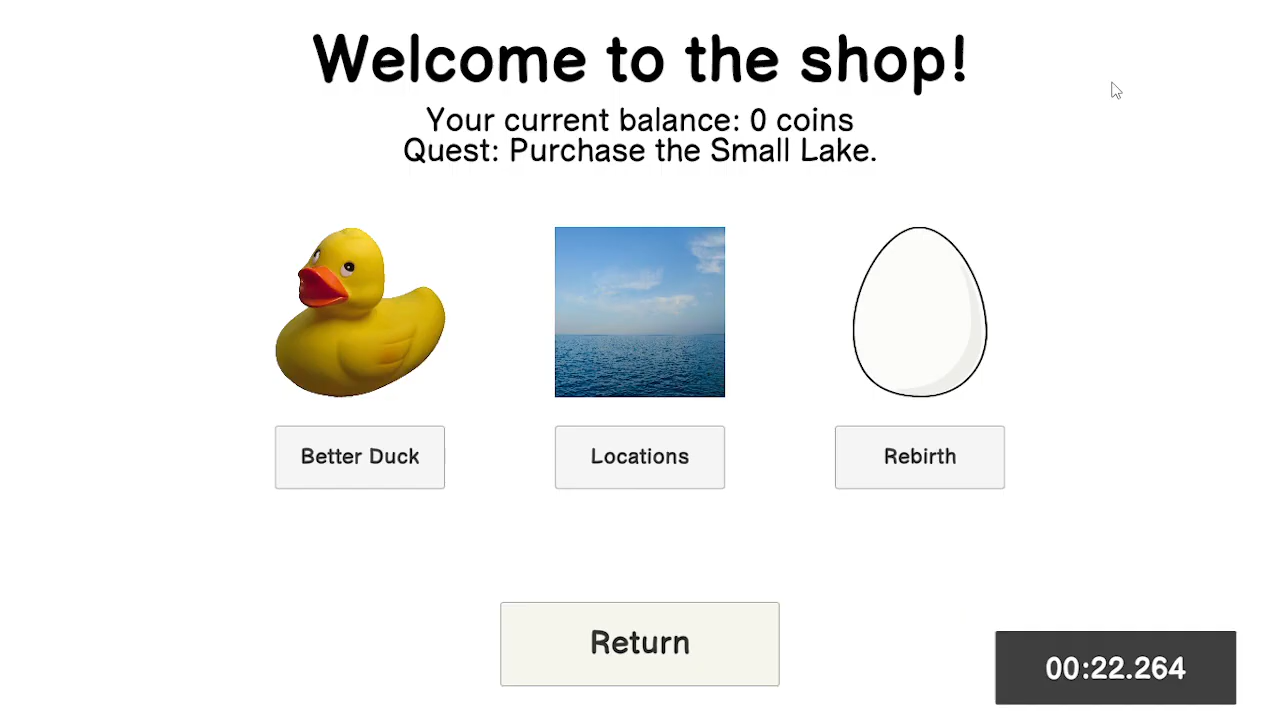 Welcome to the shop!
Your current balance: 0 coins
Quest: Purchase the Small Lake.
Better Duck
Locations
Rebirth
Return
00:22.264